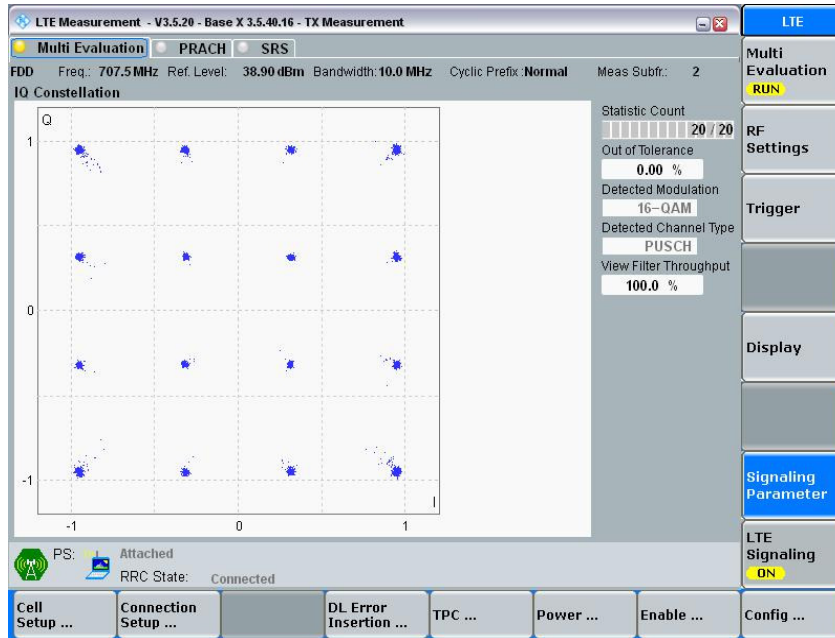 LTE Measurement - V3.5.20 - Base X 3.5.40.16 - TX Measurement
LTE
Multi Evaluation PRACH SRS
FDD Freq.: 707.5 MHz Ref. Level: 38.90 dBm Bandwidth: 10.0 MHz Cyclic Prefix : Normal Meas Subfr.: 2
IQ Constellation
Q
1
0
-1
-1 0 1
I
Statistic Count
20 / 20
Out of Tolerance
0.00 %
Detected Modulation
16-QAM
Detected Channel Type
PUSCH
View Filter Throughput
100.0 %
Multi
Evaluation
RUN
RF
Settings
Trigger
Display
Signaling
Parameter
LTE
Signaling
ON
PS: Attached
RRC State: Connected
Cell
Setup ...
Connection
Setup ...
DL Error
Insertion ...
TPC ...
Power ...
Enable ...
Config ...